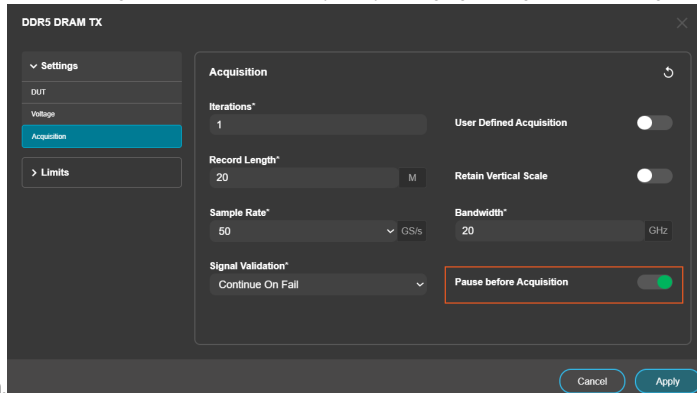 DDR5 DRAM TX
Settings
DUT
Voltage
Acquisition
Limits
Acquisition
Iterations*
1
User Defined Acquisition
Record Length*
20 M
Retain Vertical Scale
Sample Rate*
50 GS/s
Bandwidth*
20 GHz
Signal Validation*
Continue On Fail
Pause before Acquisition
Cancel
Apply